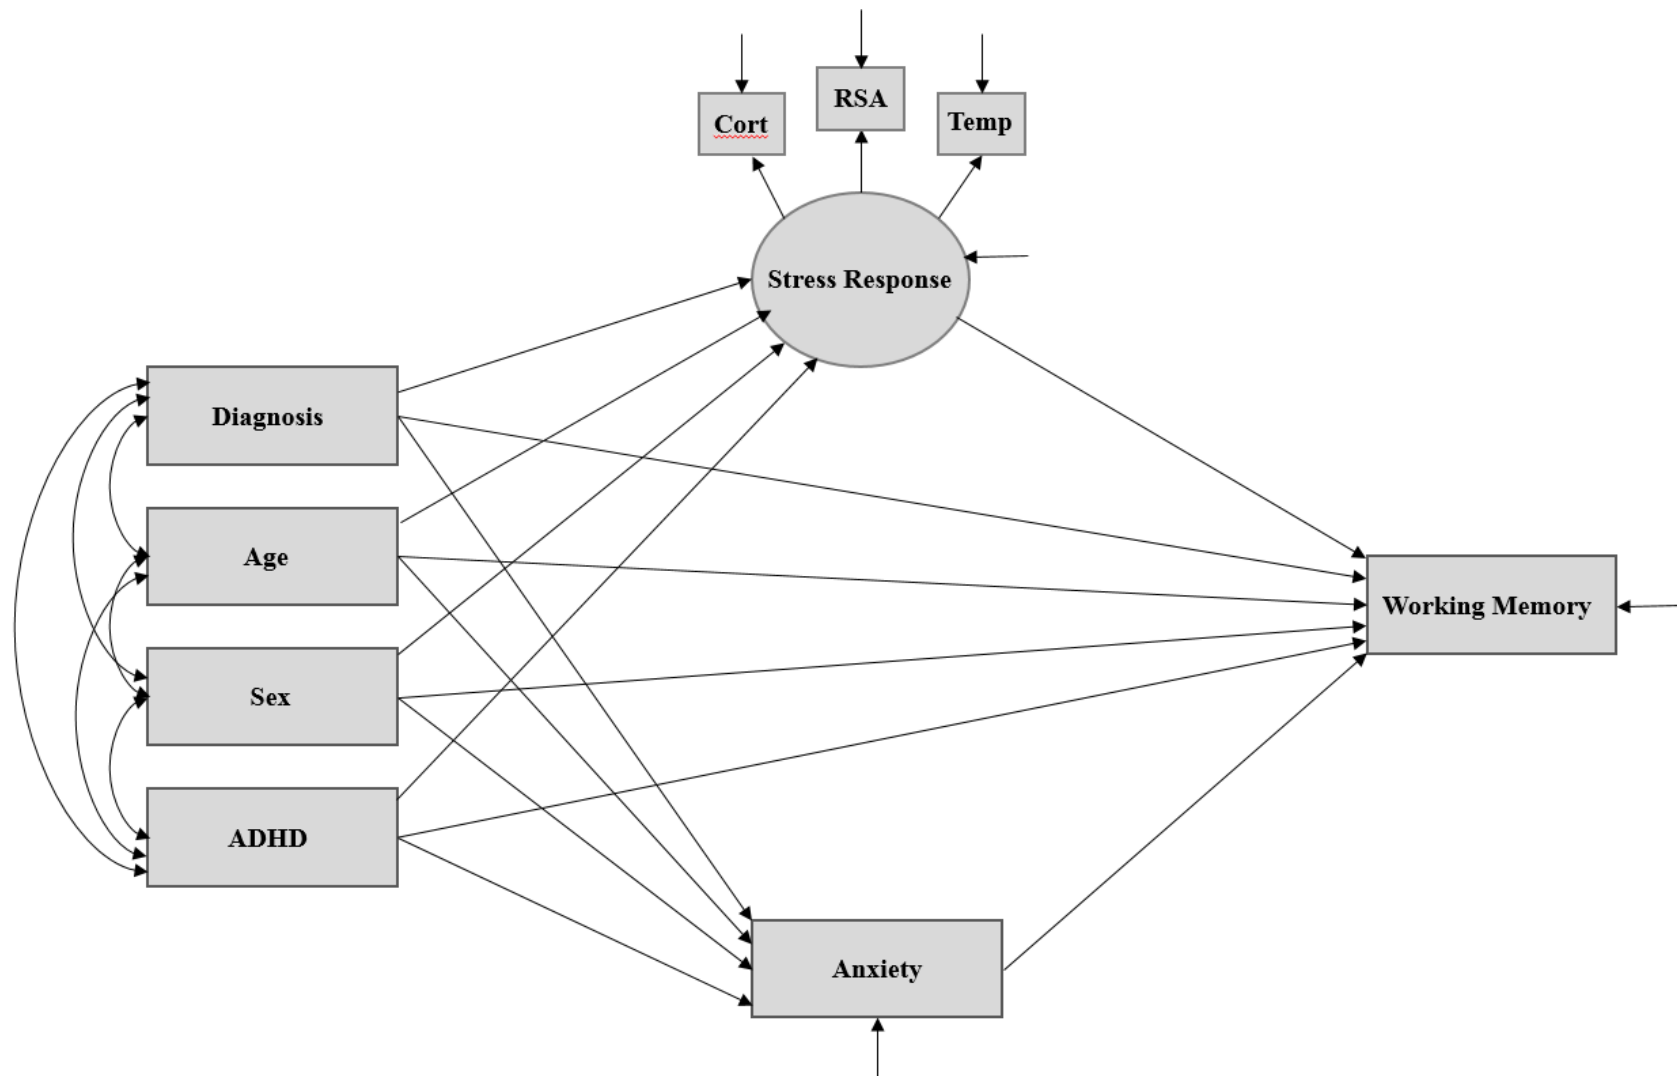 RSA
Cort
Temp
Stress Response
Diagnosis
Age
Working Memory
Sex
ADHD
Anxiety